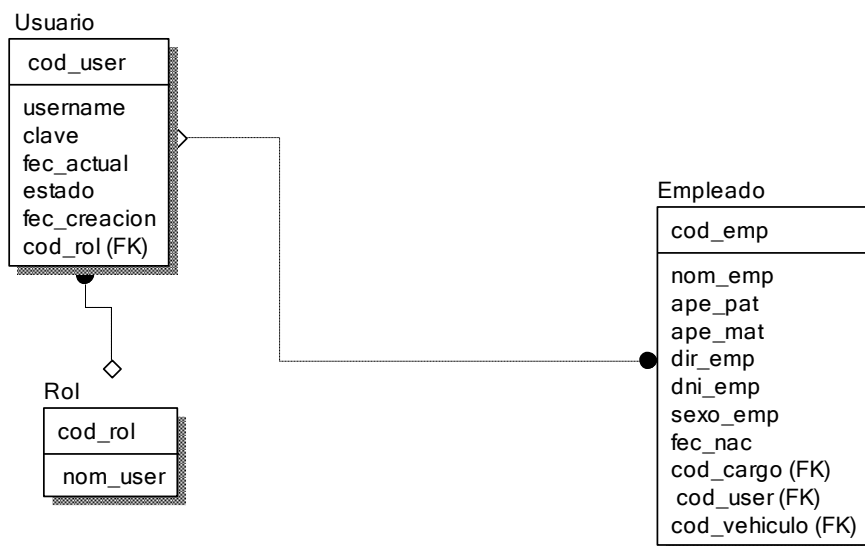 Usuario
cod_user
username
clave
fec_actual
estado
fec_creacion
cod_rol (FK)
Rol
cod_rol
nom_user
Empleado
cod_emp
nom_emp
ape_pat
ape_mat
dir_emp
dni_emp
sexo_emp
fec_nac
cod_cargo (FK)
cod_user (FK)
cod_vehiculo (FK)